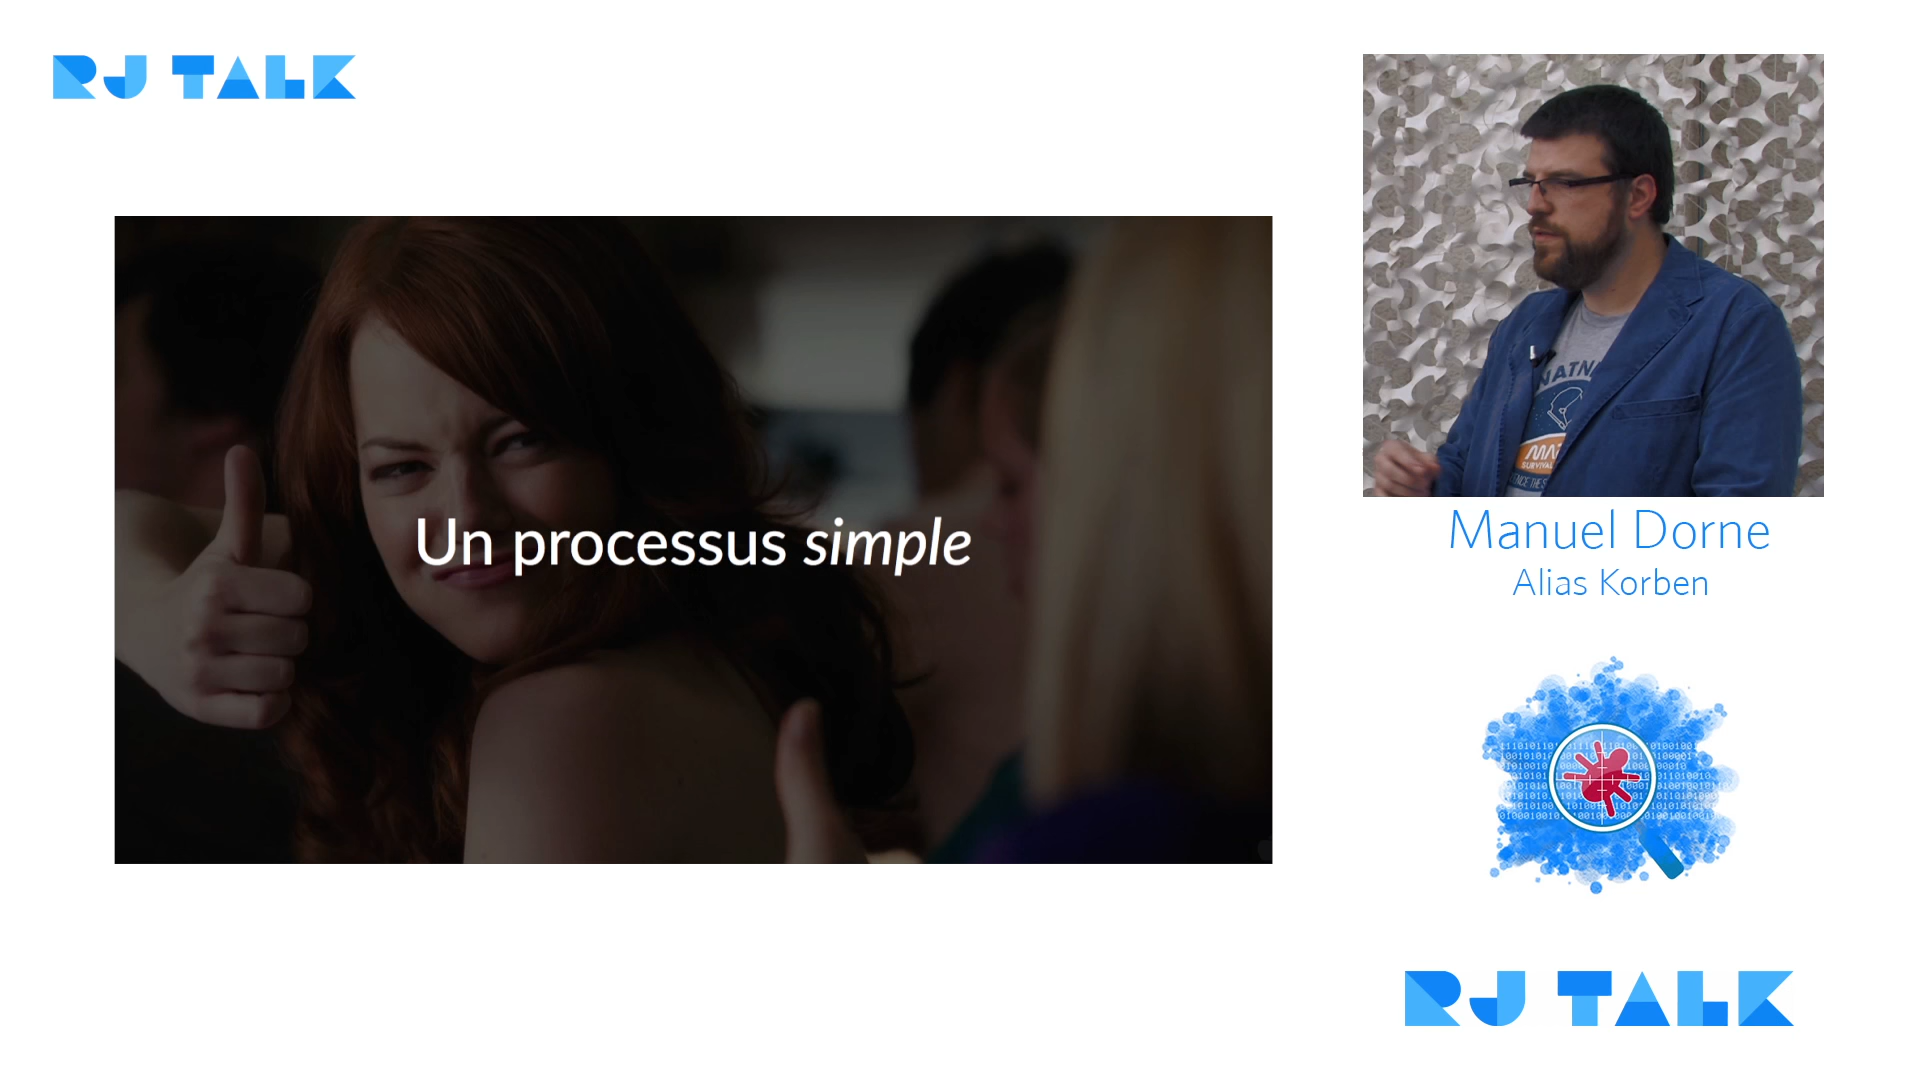 RJ TALK
Un processus simple
Manuel Dorne
Alias Korben
RJ TALK